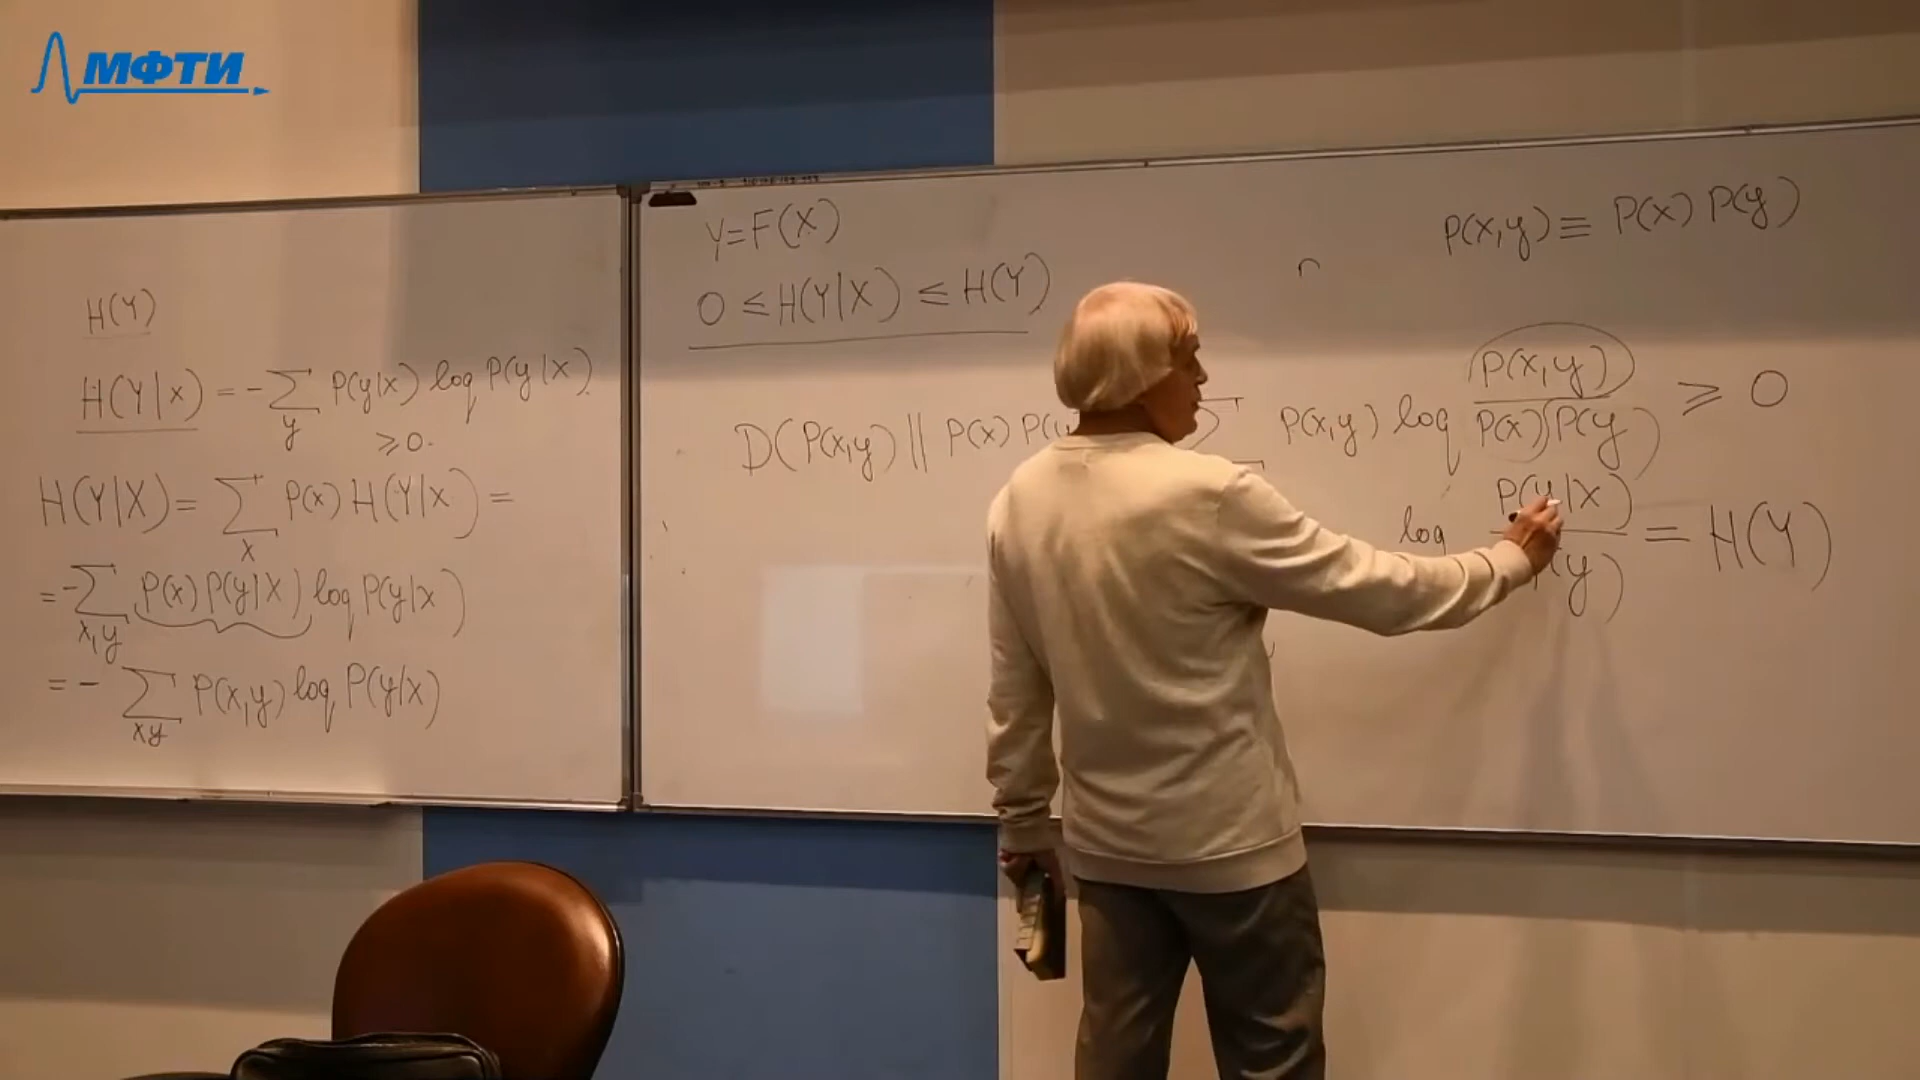 МФТИ
H(Y)
H(Y|x) = - ∑ P(y|x) log P(y|x).
y
≥0.
H(Y|X) = ∑ P(x) H(Y|x) =
x
= - ∑ P(x) P(y|x) log P(y|x)
x,y
= - ∑ P(x,y) log P(y|x)
xy
Y=F(X)
0 ≤ H(Y|X) ≤ H(Y)
P(x,y) ≡ P(x) P(y)
D(P(x,y) || P(x) P(y P(x,y) log P(x,y) / P(x) P(y) ≥ 0
log P(y|x) / (y) = H(Y)